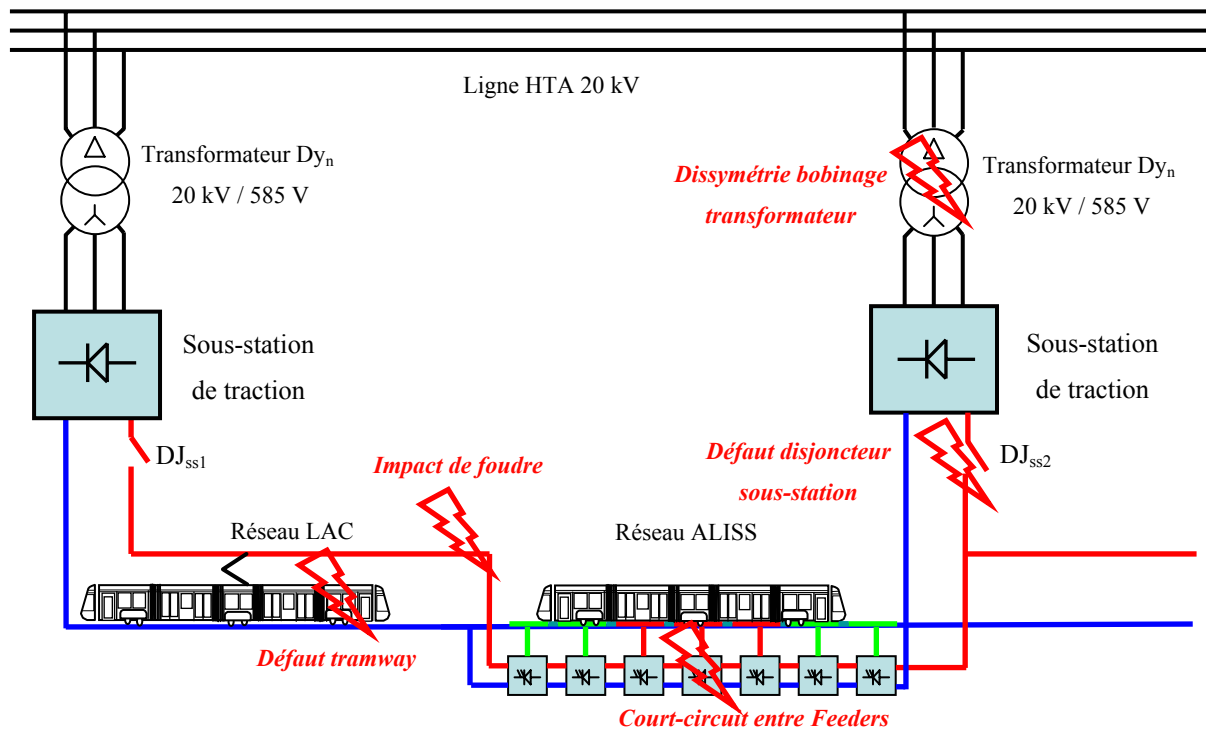 Ligne HTA 20 kV
Transformateur Dyn
20 kV / 585 V
Dissymétrie bobinage
transformateur
Transformateur Dyn
20 kV / 585 V
Sous-station
de traction
Sous-station
de traction
DJss1
Impact de foudre
Défaut disjoncteur
sous-station
DJss2
Réseau LAC
Réseau ALISS
Défaut tramway
Court-circuit entre Feeders